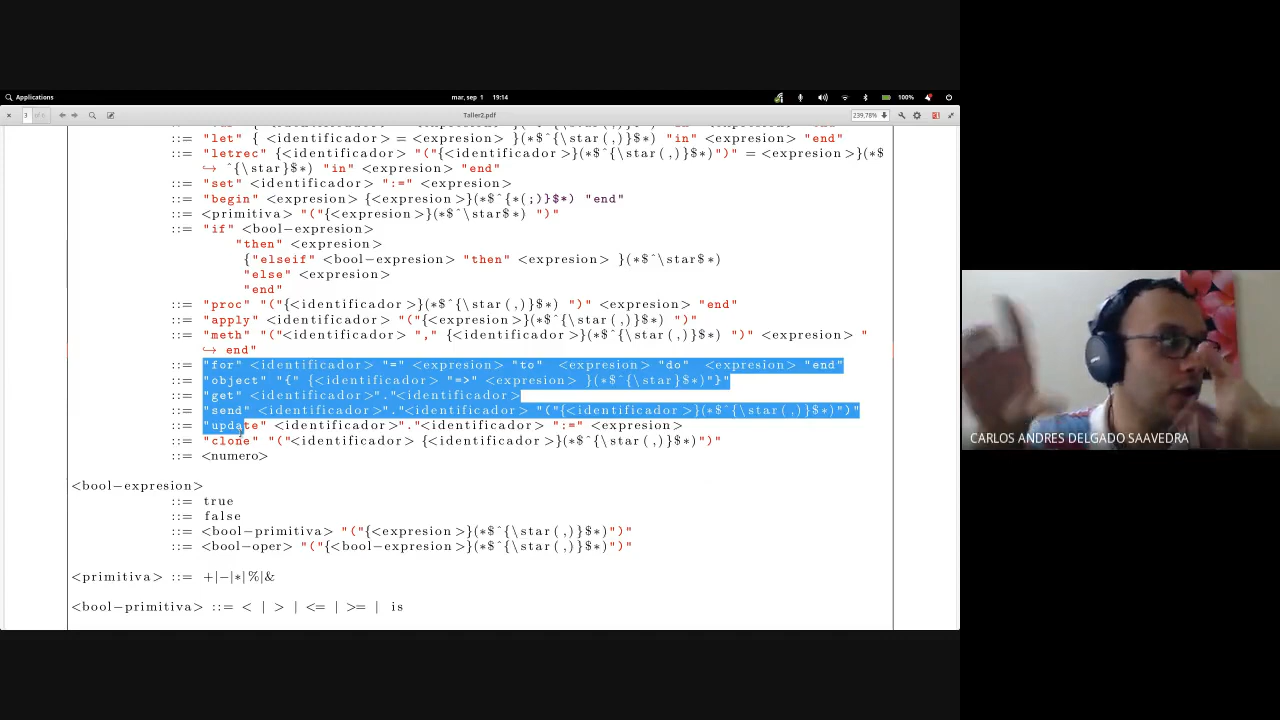 Applications
mar, sep 1 19:14
100%
3
Taller2.pdf
239,78%
::= "let" { <identificador> = <expresion> }(*$^{\star(,)}$*) "in" <expresion> "end"
::= "letrec" {<identificador> "("{<identificador>}(*$^{\star(,)}$*)")" = <expresion>}(*$
↪ ^{\star}$*) "in" <expresion> "end"
::= "set" <identificador> ":=" <expresion>
::= "begin" <expresion> {<expresion>}(*$^{*(;)}$*) "end"
::= <primitiva> "("{<expresion>}(*$^\star$*) ")"
::= "if" <bool-expresion>
"then" <expresion>
{"elseif" <bool-expresion> "then" <expresion> }(*$^\star$*)
"else" <expresion>
"end"
::= "proc" "("{<identificador>}(*$^{\star(,)}$*) ")" <expresion> "end"
::= "apply" <identificador> "("{<expresion>}(*$^{\star(,)}$*) ")"
::= "meth" "("<identificador> "," {<identificador>}(*$^{\star(,)}$*) ")" <expresion> "
↪ end"
::= "for" <identificador> "=" <expresion> "to" <expresion> "do" <expresion> "end"
::= "object" "{" {<identificador> "=>" <expresion> }(*$^{\star}$*)"}"
::= "get" <identificador>"."<identificador>
::= "send" <identificador>"."<identificador> "("{<identificador>}(*$^{\star(,)}$*)")"
::= "update" <identificador>"."<identificador> ":=" <expresion>
::= "clone" "("<identificador> {<identificador>}(*$^{\star(,)}$*)")"
::= <numero>
<bool-expresion>
::= true
::= false
::= <bool-primitiva> "("{<expresion>}(*$^{\star(,)}$*)")"
::= <bool-oper> "("{<bool-expresion>}(*$^{\star(,)}$*)")"
<primitiva> ::= +|-|*|%|&
<bool-primitiva> ::= < | > | <= | >= | is
CARLOS ANDRES DELGADO SAAVEDRA